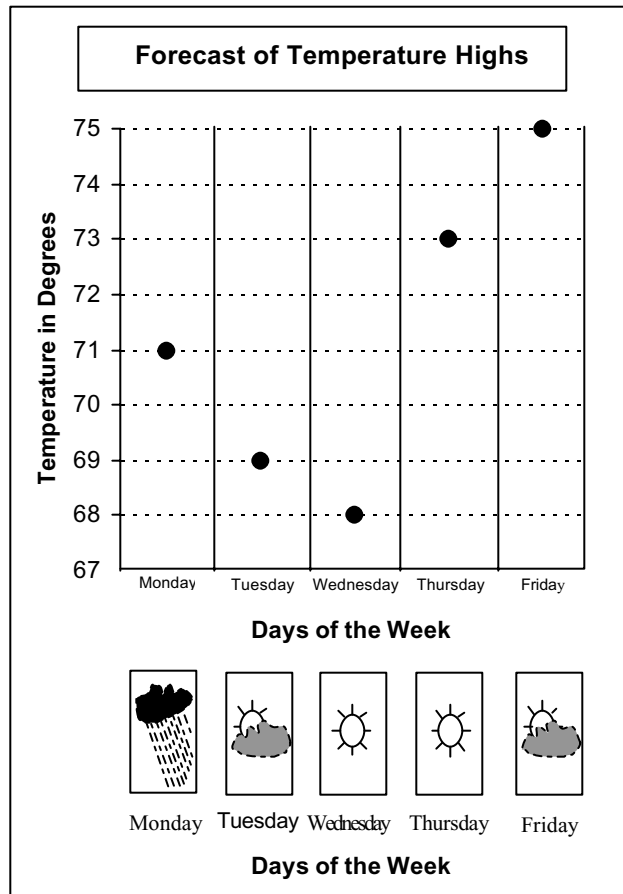 Forecast of Temperature Highs
Temperature in Degrees
75
74
73
72
71
70
69
68
67
Monday Tuesday Wednesday Thursday Friday
Days of the Week
Monday Tuesday Wednesday Thursday Friday
Days of the Week